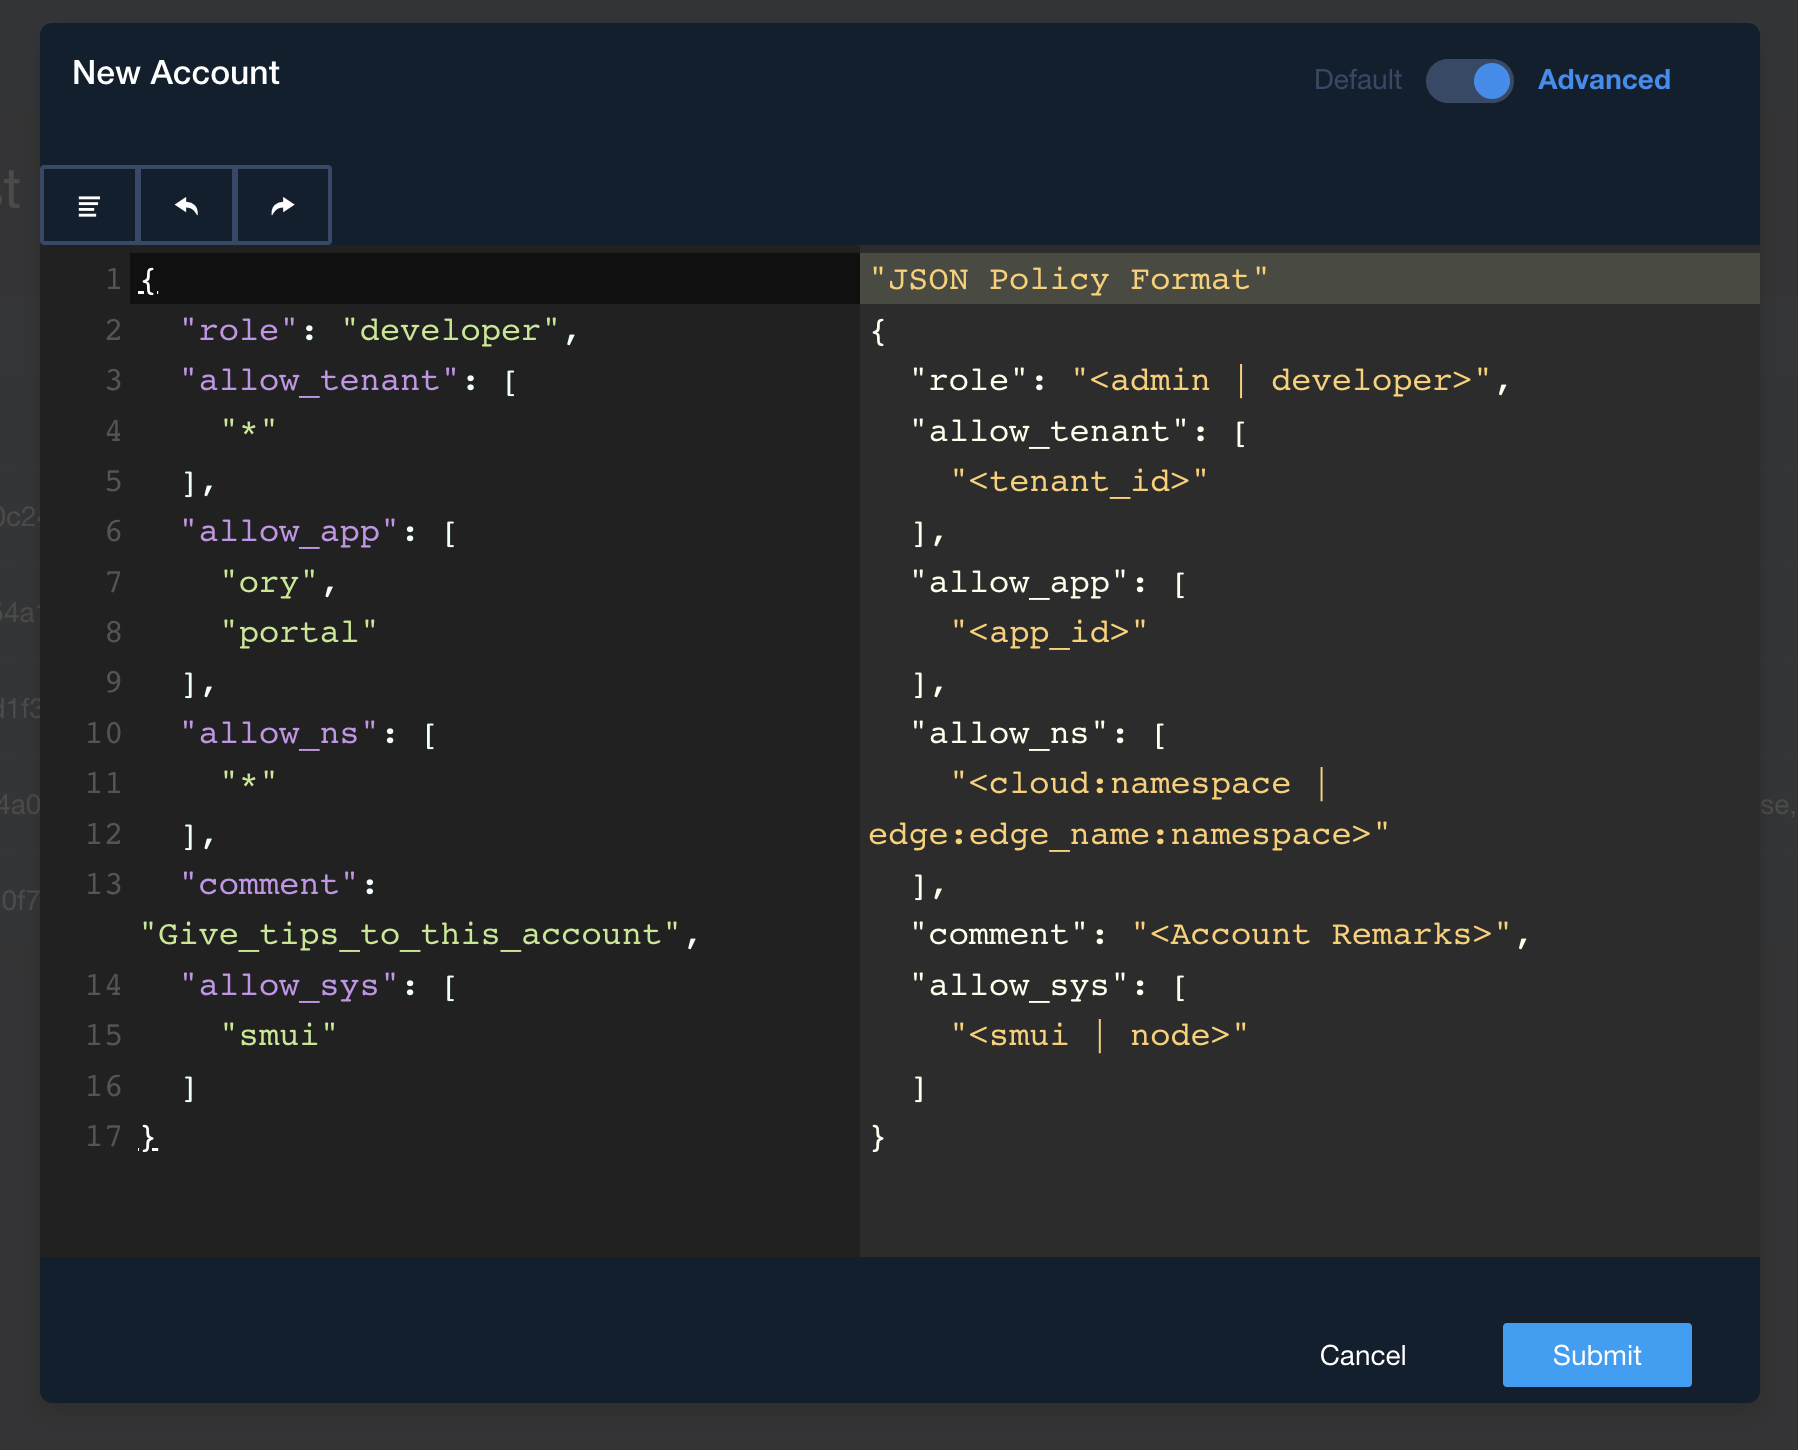 New Account
Default Advanced
1 {
2 "role": "developer",
3 "allow_tenant": [
4 "*"
5 ],
6 "allow_app": [
7 "ory",
8 "portal"
9 ],
10 "allow_ns": [
11 "*"
12 ],
13 "comment":
"Give_tips_to_this_account",
14 "allow_sys": [
15 "smui"
16 ]
17 }
"JSON Policy Format"
{
"role": "<admin | developer>",
"allow_tenant": [
"<tenant_id>"
],
"allow_app": [
"<app_id>"
],
"allow_ns": [
"<cloud:namespace |
edge:edge_name:namespace>"
],
"comment": "<Account Remarks>",
"allow_sys": [
"<smui | node>"
]
}
Cancel Submit